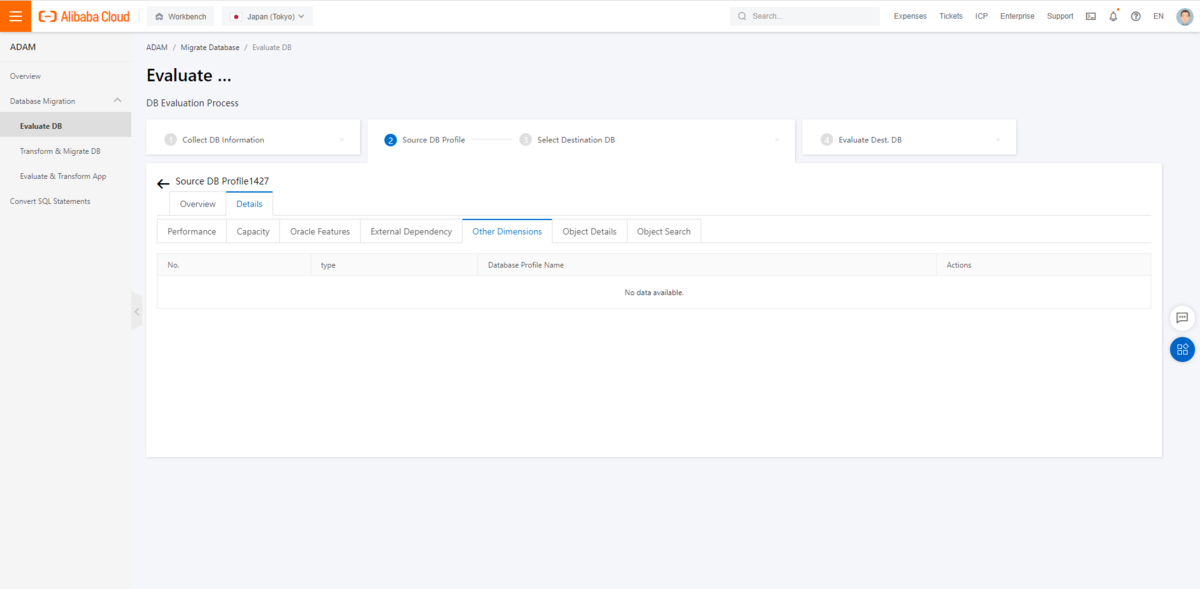 Alibaba Cloud Workbench Japan (Tokyo) Search... Expenses Tickets ICP Enterprise Support EN
ADAM
Overview
Database Migration
Evaluate DB
Transform & Migrate DB
Evaluate & Transform App
Convert SQL Statements
ADAM / Migrate Database / Evaluate DB
Evaluate ...
DB Evaluation Process
1 Collect DB Information 2 Source DB Profile 3 Select Destination DB 4 Evaluate Dest. DB
Source DB Profile1427
Overview Details
Performance Capacity Oracle Features External Dependency Other Dimensions Object Details Object Search
No. type Database Profile Name Actions
No data available.